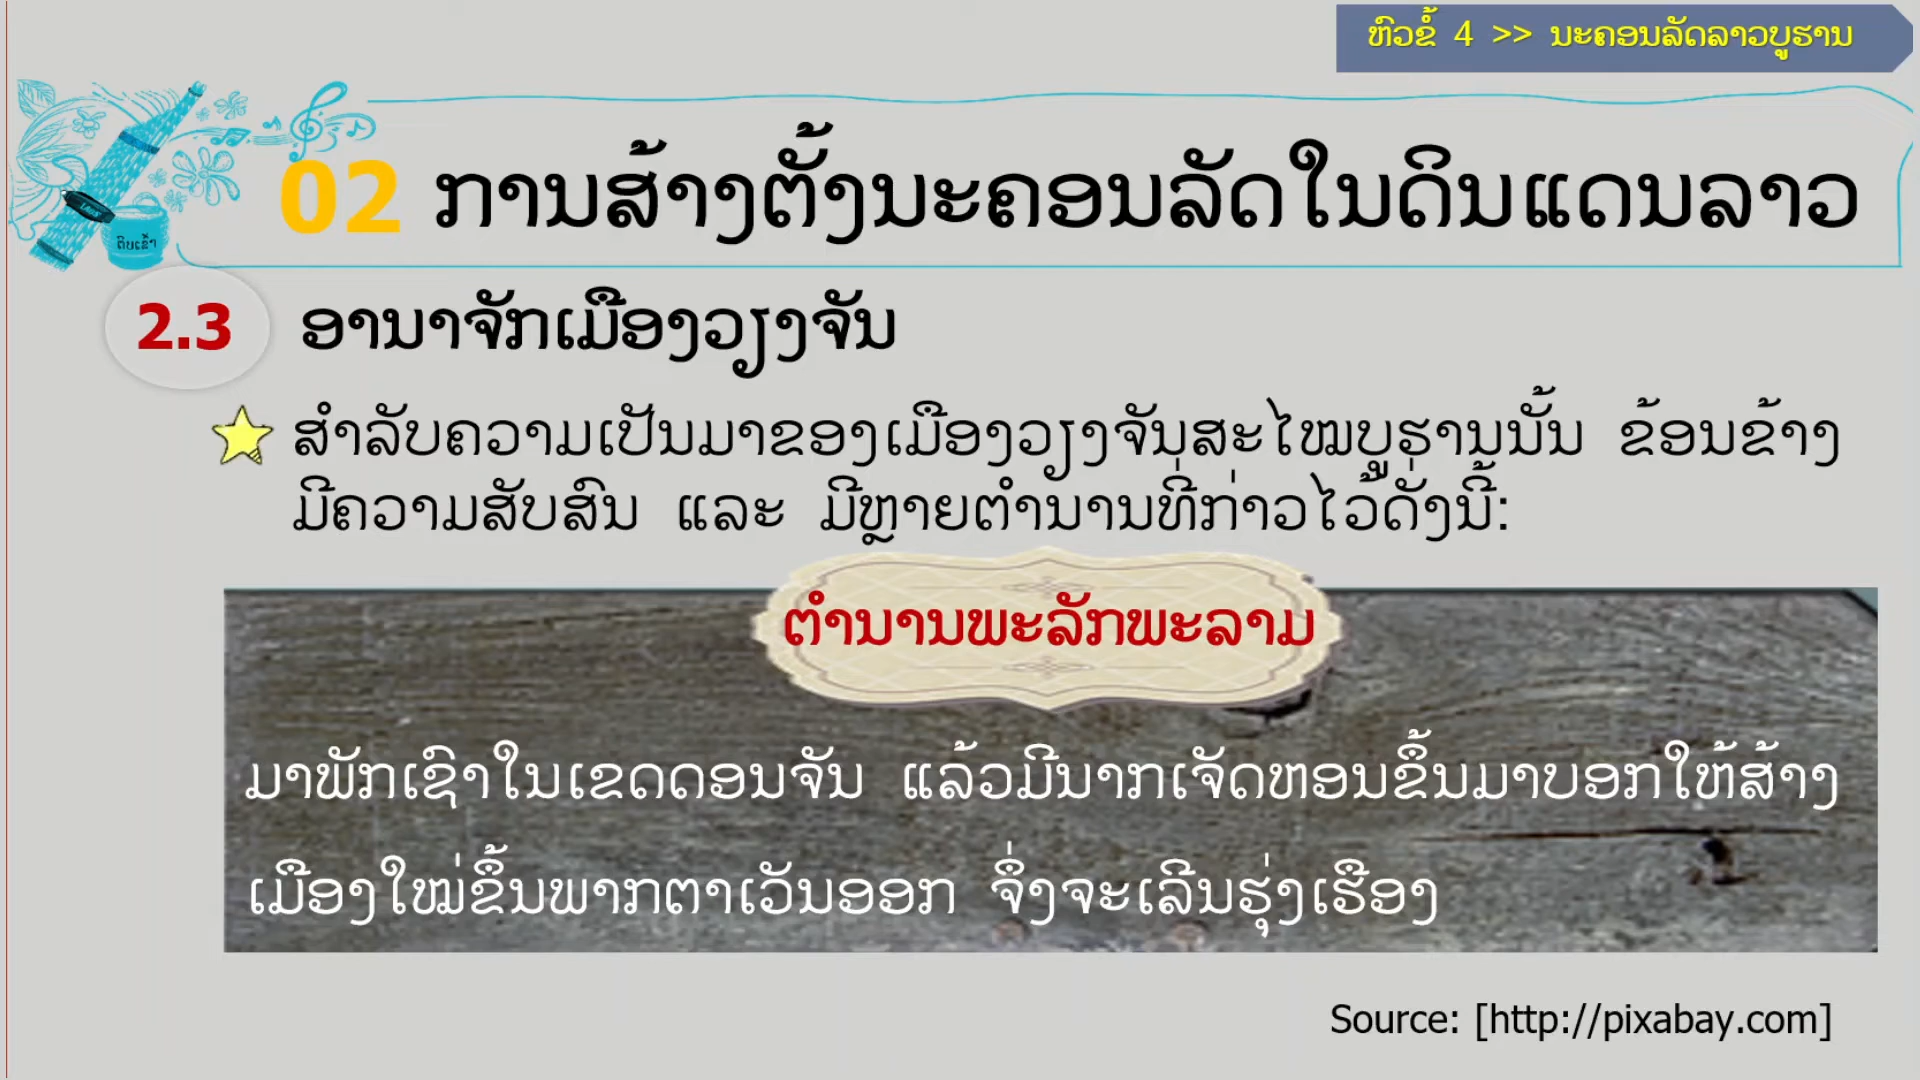 ຫົວຂໍ້ 4 >> ນະຄອນລັດລາວບູຮານ
02 ການສ້າງຕັ້ງນະຄອນລັດໃນດິນແດນລາວ
ຕິບເຂົ້າ
2.3 ອານາຈັກເມືອງວຽງຈັນ
ສຳລັບຄວາມເປັນມາຂອງເມືອງວຽງຈັນສະໄໝບູຮານນັ້ນ ຂ້ອນຂ້າງ
ມີຄວາມສັບສົນ ແລະ ມີຫຼາຍຕຳນານທີ່ກ່າວໄວ້ດັ່ງນີ້:
ຕຳນານພະລັກພະລາມ
ມາພັກເຊົາໃນເຂດດອນຈັນ ແລ້ວມີນາກເຈັດຫອນຂຶ້ນມາບອກໃຫ້ສ້າງ
ເມືອງໃໝ່ຂຶ້ນພາກຕາເວັນອອກ ຈຶ່ງຈະເລີນຮຸ່ງເຮືອງ
Source: [http://pixabay.com]